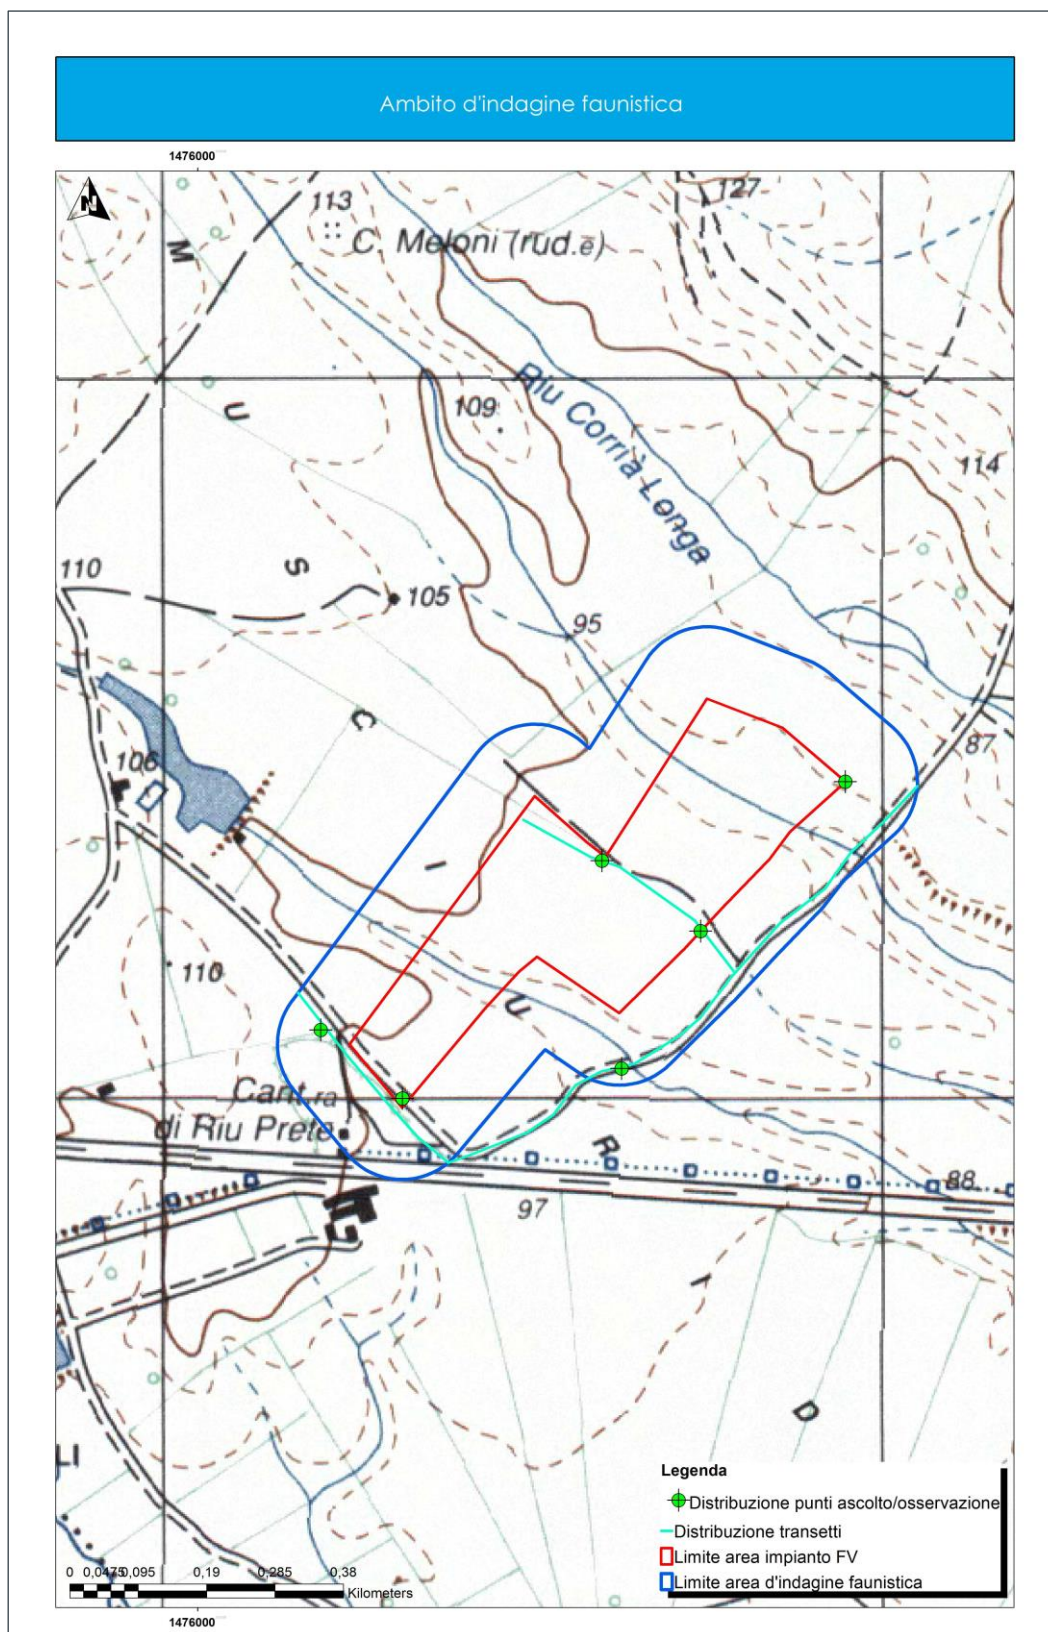 Ambito d'indagine faunistica
1476000
N
113
127
M
C. Meloni (rud.e)
U
109
Riu Corrià Longa
114
S
110
105
95
C
87
106
I
110
U
Cant.ra
di Riu Prete
R
88
97
I
D
LI
Legenda
Distribuzione punti ascolto/osservazione
Distribuzione transetti
Limite area impianto FV
Limite area d'indagine faunistica
0 0,0475 0,095 0,19 0,285 0,38
Kilometers
1476000